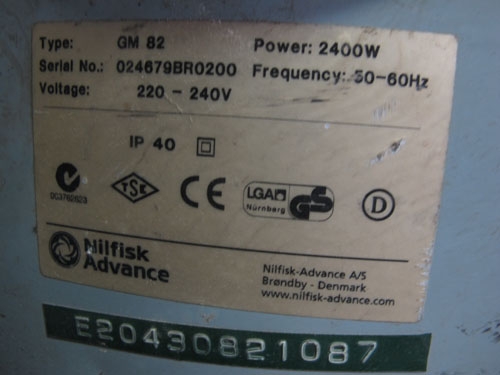 Type: GM 82 Power: 2400W
Serial No.: 024679BR0200 Frequency: 50-60Hz
Voltage: 220 - 240V
IP 40
TSE
CE
LGA
Nürnberg
GS
D
Nilfisk
Advance
Nilfisk-Advance A/S
Brøndby - Denmark
www.nilfisk-advance.com
E20430821087